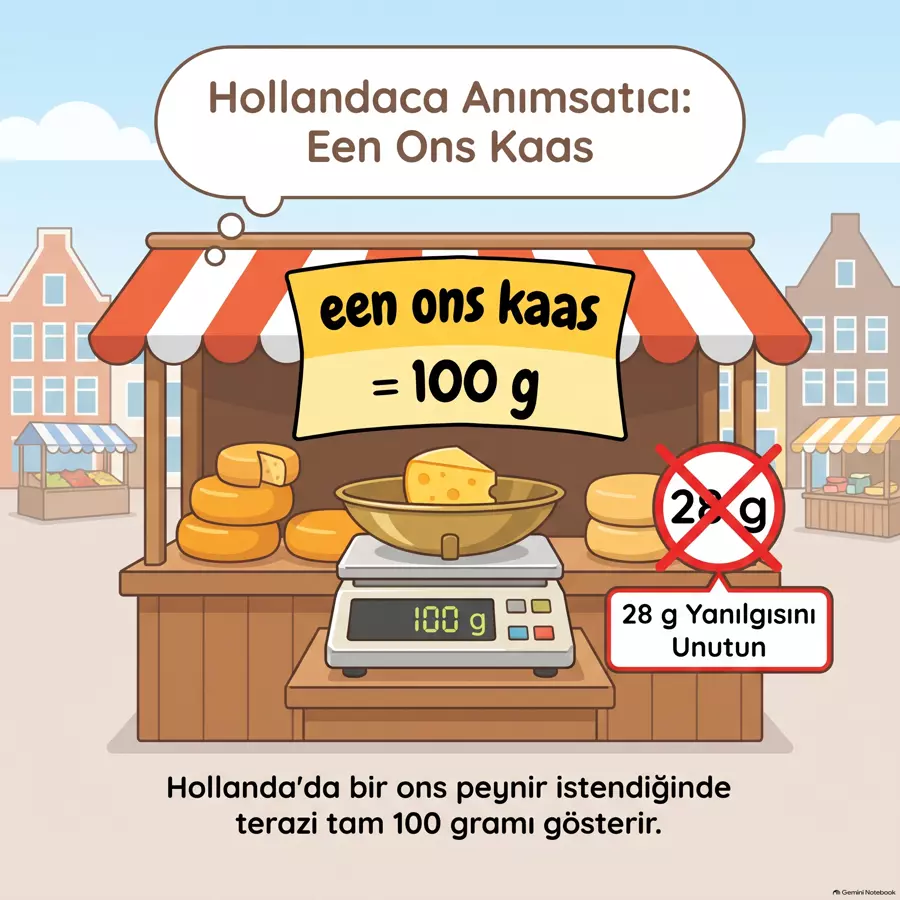 Hollandaca Anımsatıcı:
Een Ons Kaas
een ons kaas
= 100 g
28 g
100 g
28 g Yanılgısını
Unutun
Hollanda'da bir ons peynir istendiğinde
terazi tam 100 gramı gösterir.
Gemini Notebook